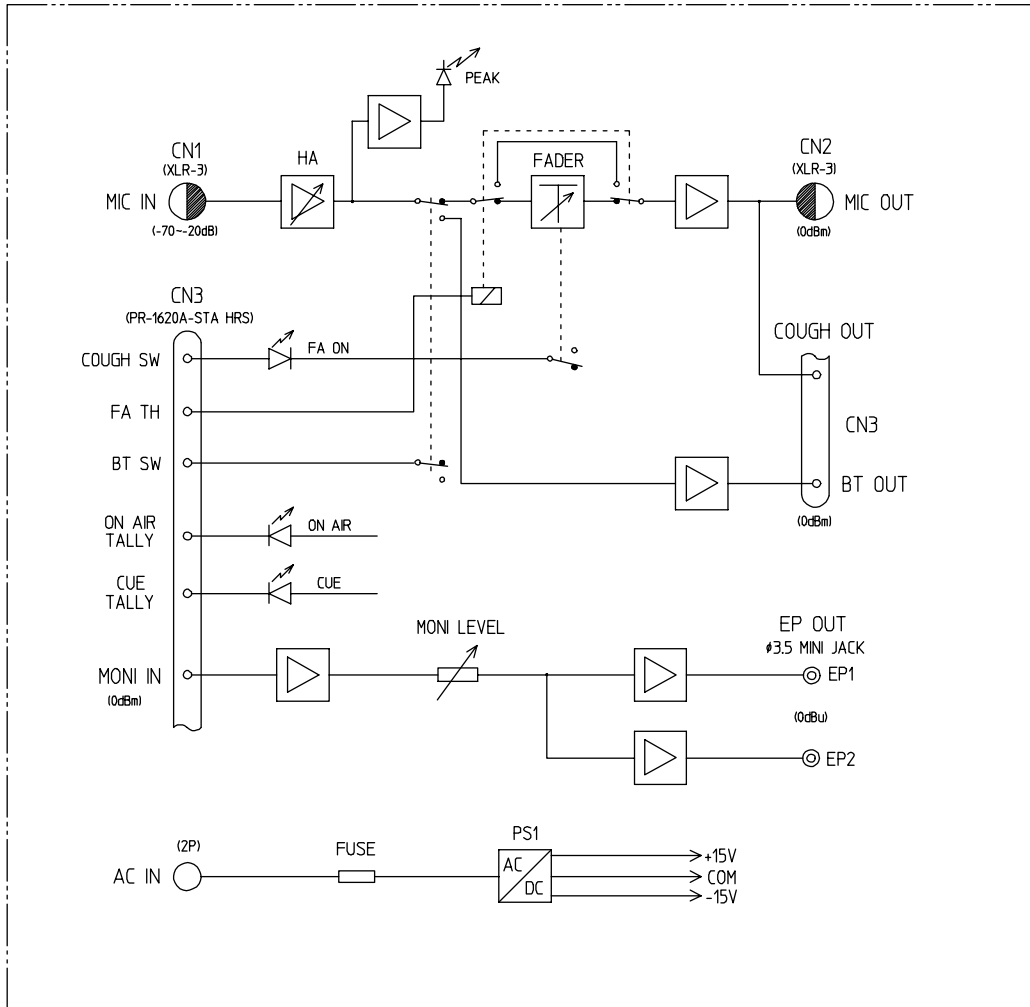 PEAK
CN1
(XLR-3)
MIC IN
(-70~-20dB)
HA
FADER
CN2
(XLR-3)
MIC OUT
(0dBm)
CN3
(PR-1620A-STA HRS)
COUGH SW
FA ON
FA TH
BT SW
COUGH OUT
CN3
BT OUT
(0dBm)
ON AIR
TALLY
ON AIR
CUE
TALLY
CUE
MONI LEVEL
MONI IN
(0dBm)
EP OUT
φ3.5 MINI JACK
EP1
(0dBu)
EP2
(2P)
AC IN
FUSE
PS1
AC
DC
+15V
COM
-15V